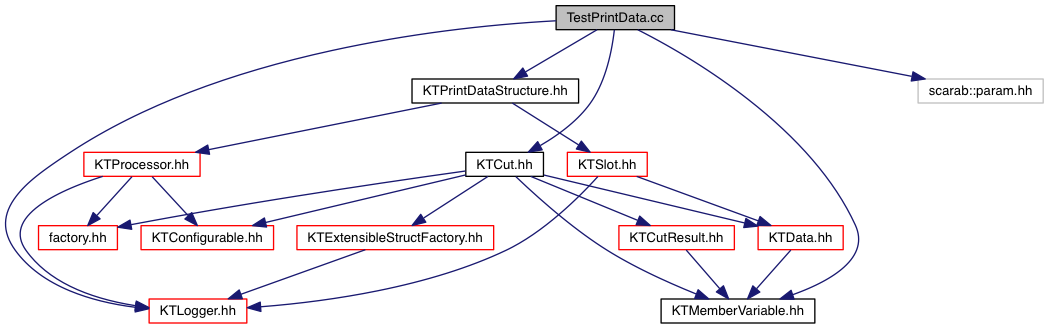 TestPrintData.cc
KTPrintDataStructure.hh
scarab::param.hh
KTProcessor.hh
KTCut.hh
KTSlot.hh
factory.hh
KTConfigurable.hh
KTExtensibleStructFactory.hh
KTCutResult.hh
KTData.hh
KTLogger.hh
KTMemberVariable.hh